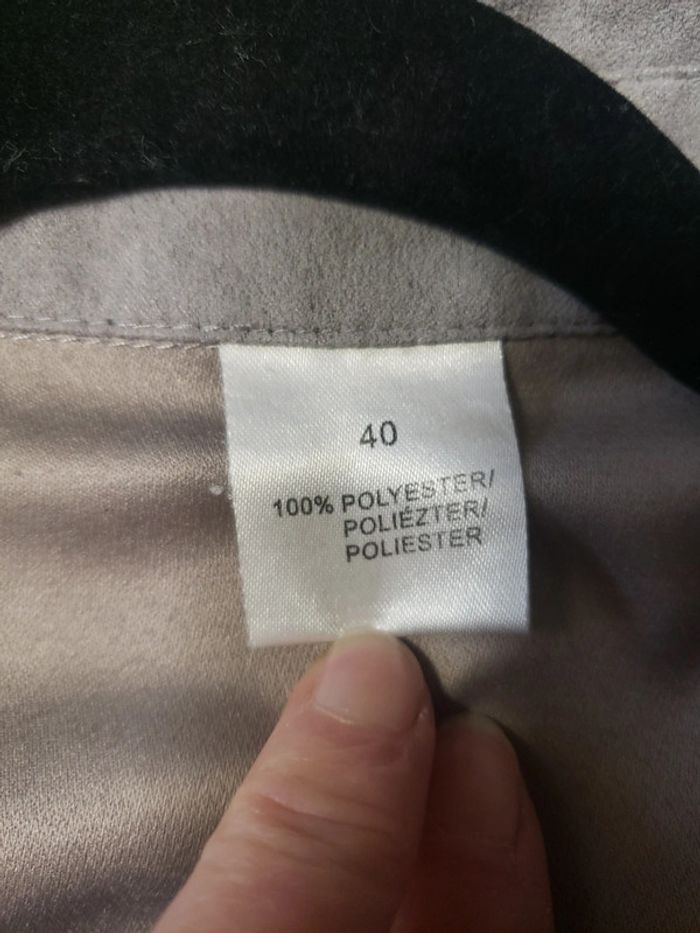 40
100% POLYESTER/
POLIÉZTER/
POLIESTER